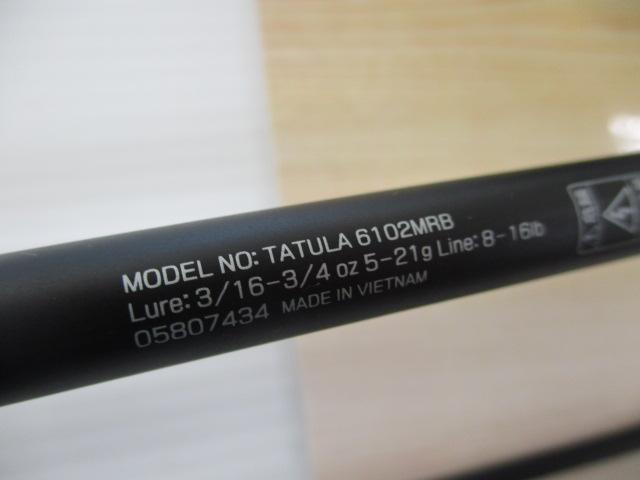 MODEL NO: TATULA 6102MRB
Lure: 3/16-3/4 oz 5-21g Line: 8-16lb
05807434 MADE IN VIETNAM